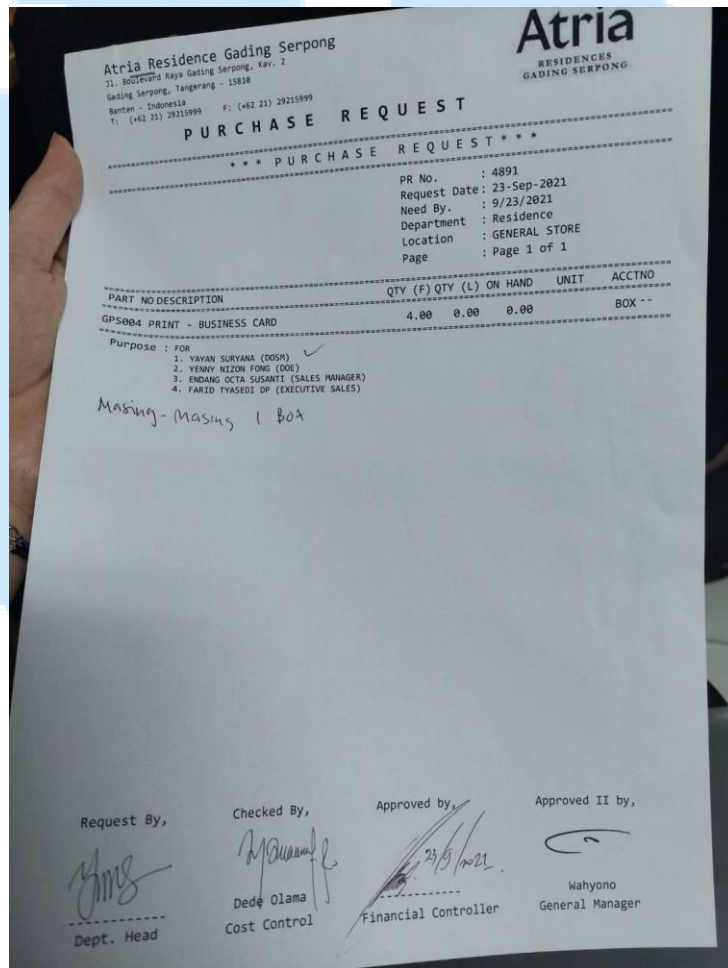 Atria Residence Gading Serpong
Jl. Boulevard Raya Gading Serpong, Kav. 2
Gading Serpong, Tangerang - 15810
Banten - Indonesia
T: (+62 21) 29215999 F: (+62 21) 29215999
Atria
RESIDENCES
GADING SERPONG
PURCHASE REQUEST
*** PURCHASE REQUEST***
PR No. : 4891
Request Date: 23-Sep-2021
Need By. : 9/23/2021
Department : Residence
Location : GENERAL STORE
Page : Page 1 of 1
PART NO DESCRIPTION QTY (F) QTY (L) ON HAND UNIT ACCTNO
GPS004 PRINT - BUSINESS CARD 4.00 0.00 0.00 BOX --
Purpose : FOR
1. YAYAN SURYANA (DOSM)
2. YENNY NIZON FONG (DOE)
3. ENDANG OCTA SUSANTI (SALES MANAGER)
4. FARID TYASEDI DP (EXECUTIVE SALES)
Masing-Masing 1 Box
Request By, Checked By, Approved by, Approved II by,
23/9/2021.
Dede Olama Wahyono
Dept. Head Cost Control Financial Controller General Manager